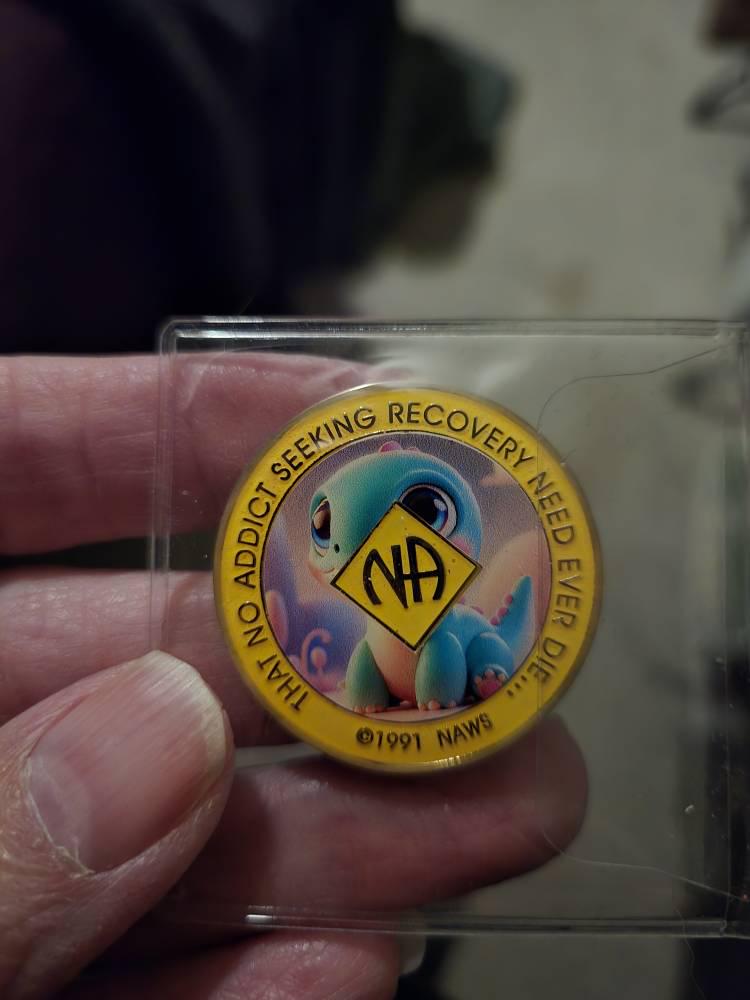 THAT NO ADDICT SEEKING RECOVERY NEED EVER DIE...
NA
©1991 NAWS